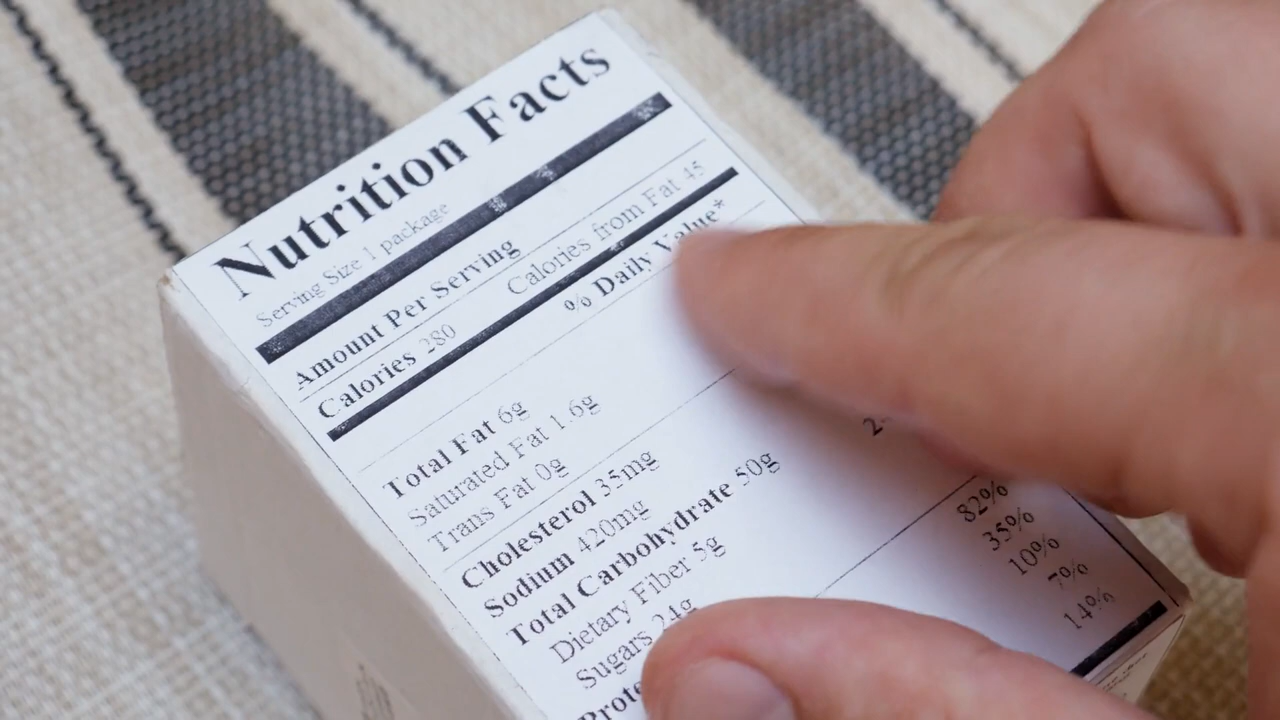 Nutrition Facts
Serving Size 1 package
Amount Per Serving
Calories 280 Calories from Fat 45
% Daily Value*
Total Fat 6g
Saturated Fat 1.6g
Trans Fat 0g
Cholesterol 35mg
Sodium 420mg
Total Carbohydrate 50g
Dietary Fiber 5g
Sugars 24g
82%
35%
10%
7%
14%